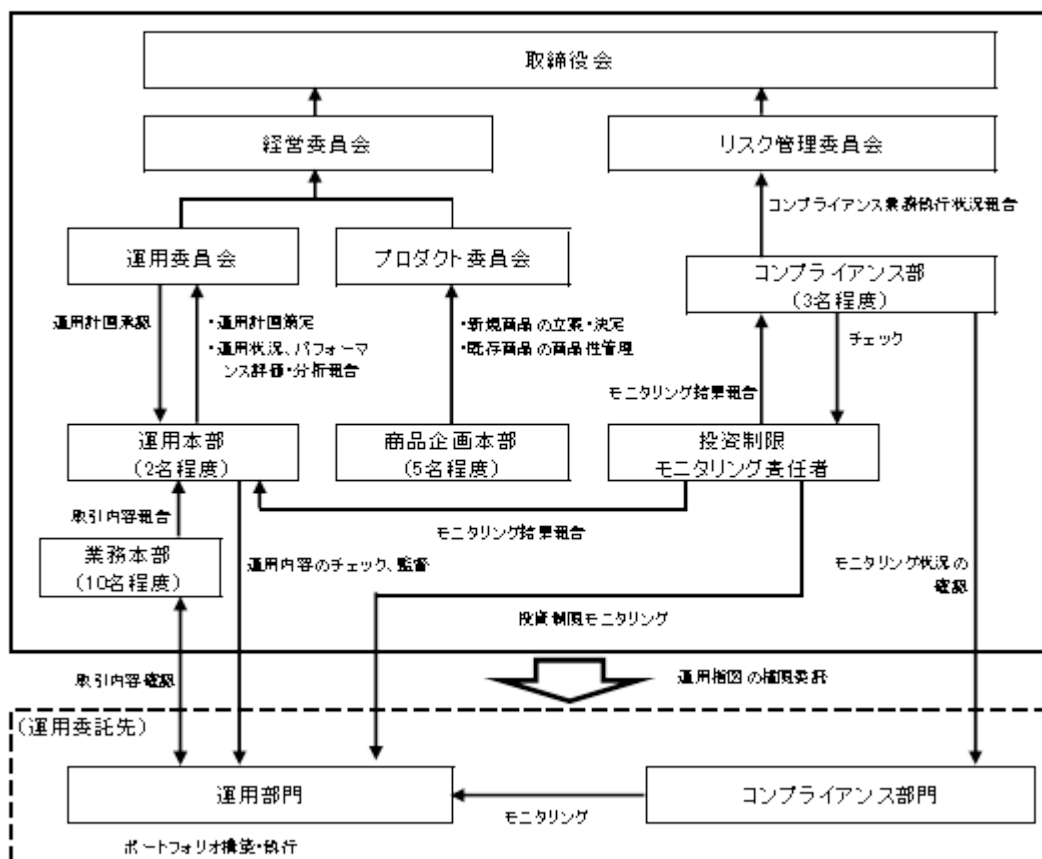 取締役会
経営委員会
リスク管理委員会
コンプライアンス業務執行状況報告
運用委員会
プロダクト委員会
コンプライアンス部
(3名程度)
運用計画承認
・運用計画策定
・運用状況、パフォーマ
ンス評価・分析報告
・新規商品の立案・決定
・既存商品の商品性管理
チェック
モニタリング結果報告
運用本部
(2名程度)
商品企画本部
(5名程度)
投資制限
モニタリング責任者
取引内容報告
モニタリング結果報告
業務本部
(10名程度)
運用内容のチェック、監督
モニタリング状況の
確認
投資制限モニタリング
取引内容確認
運用指図の権限委託
(運用委託先)
運用部門
コンプライアンス部門
モニタリング
ポートフォリオ構築・執行